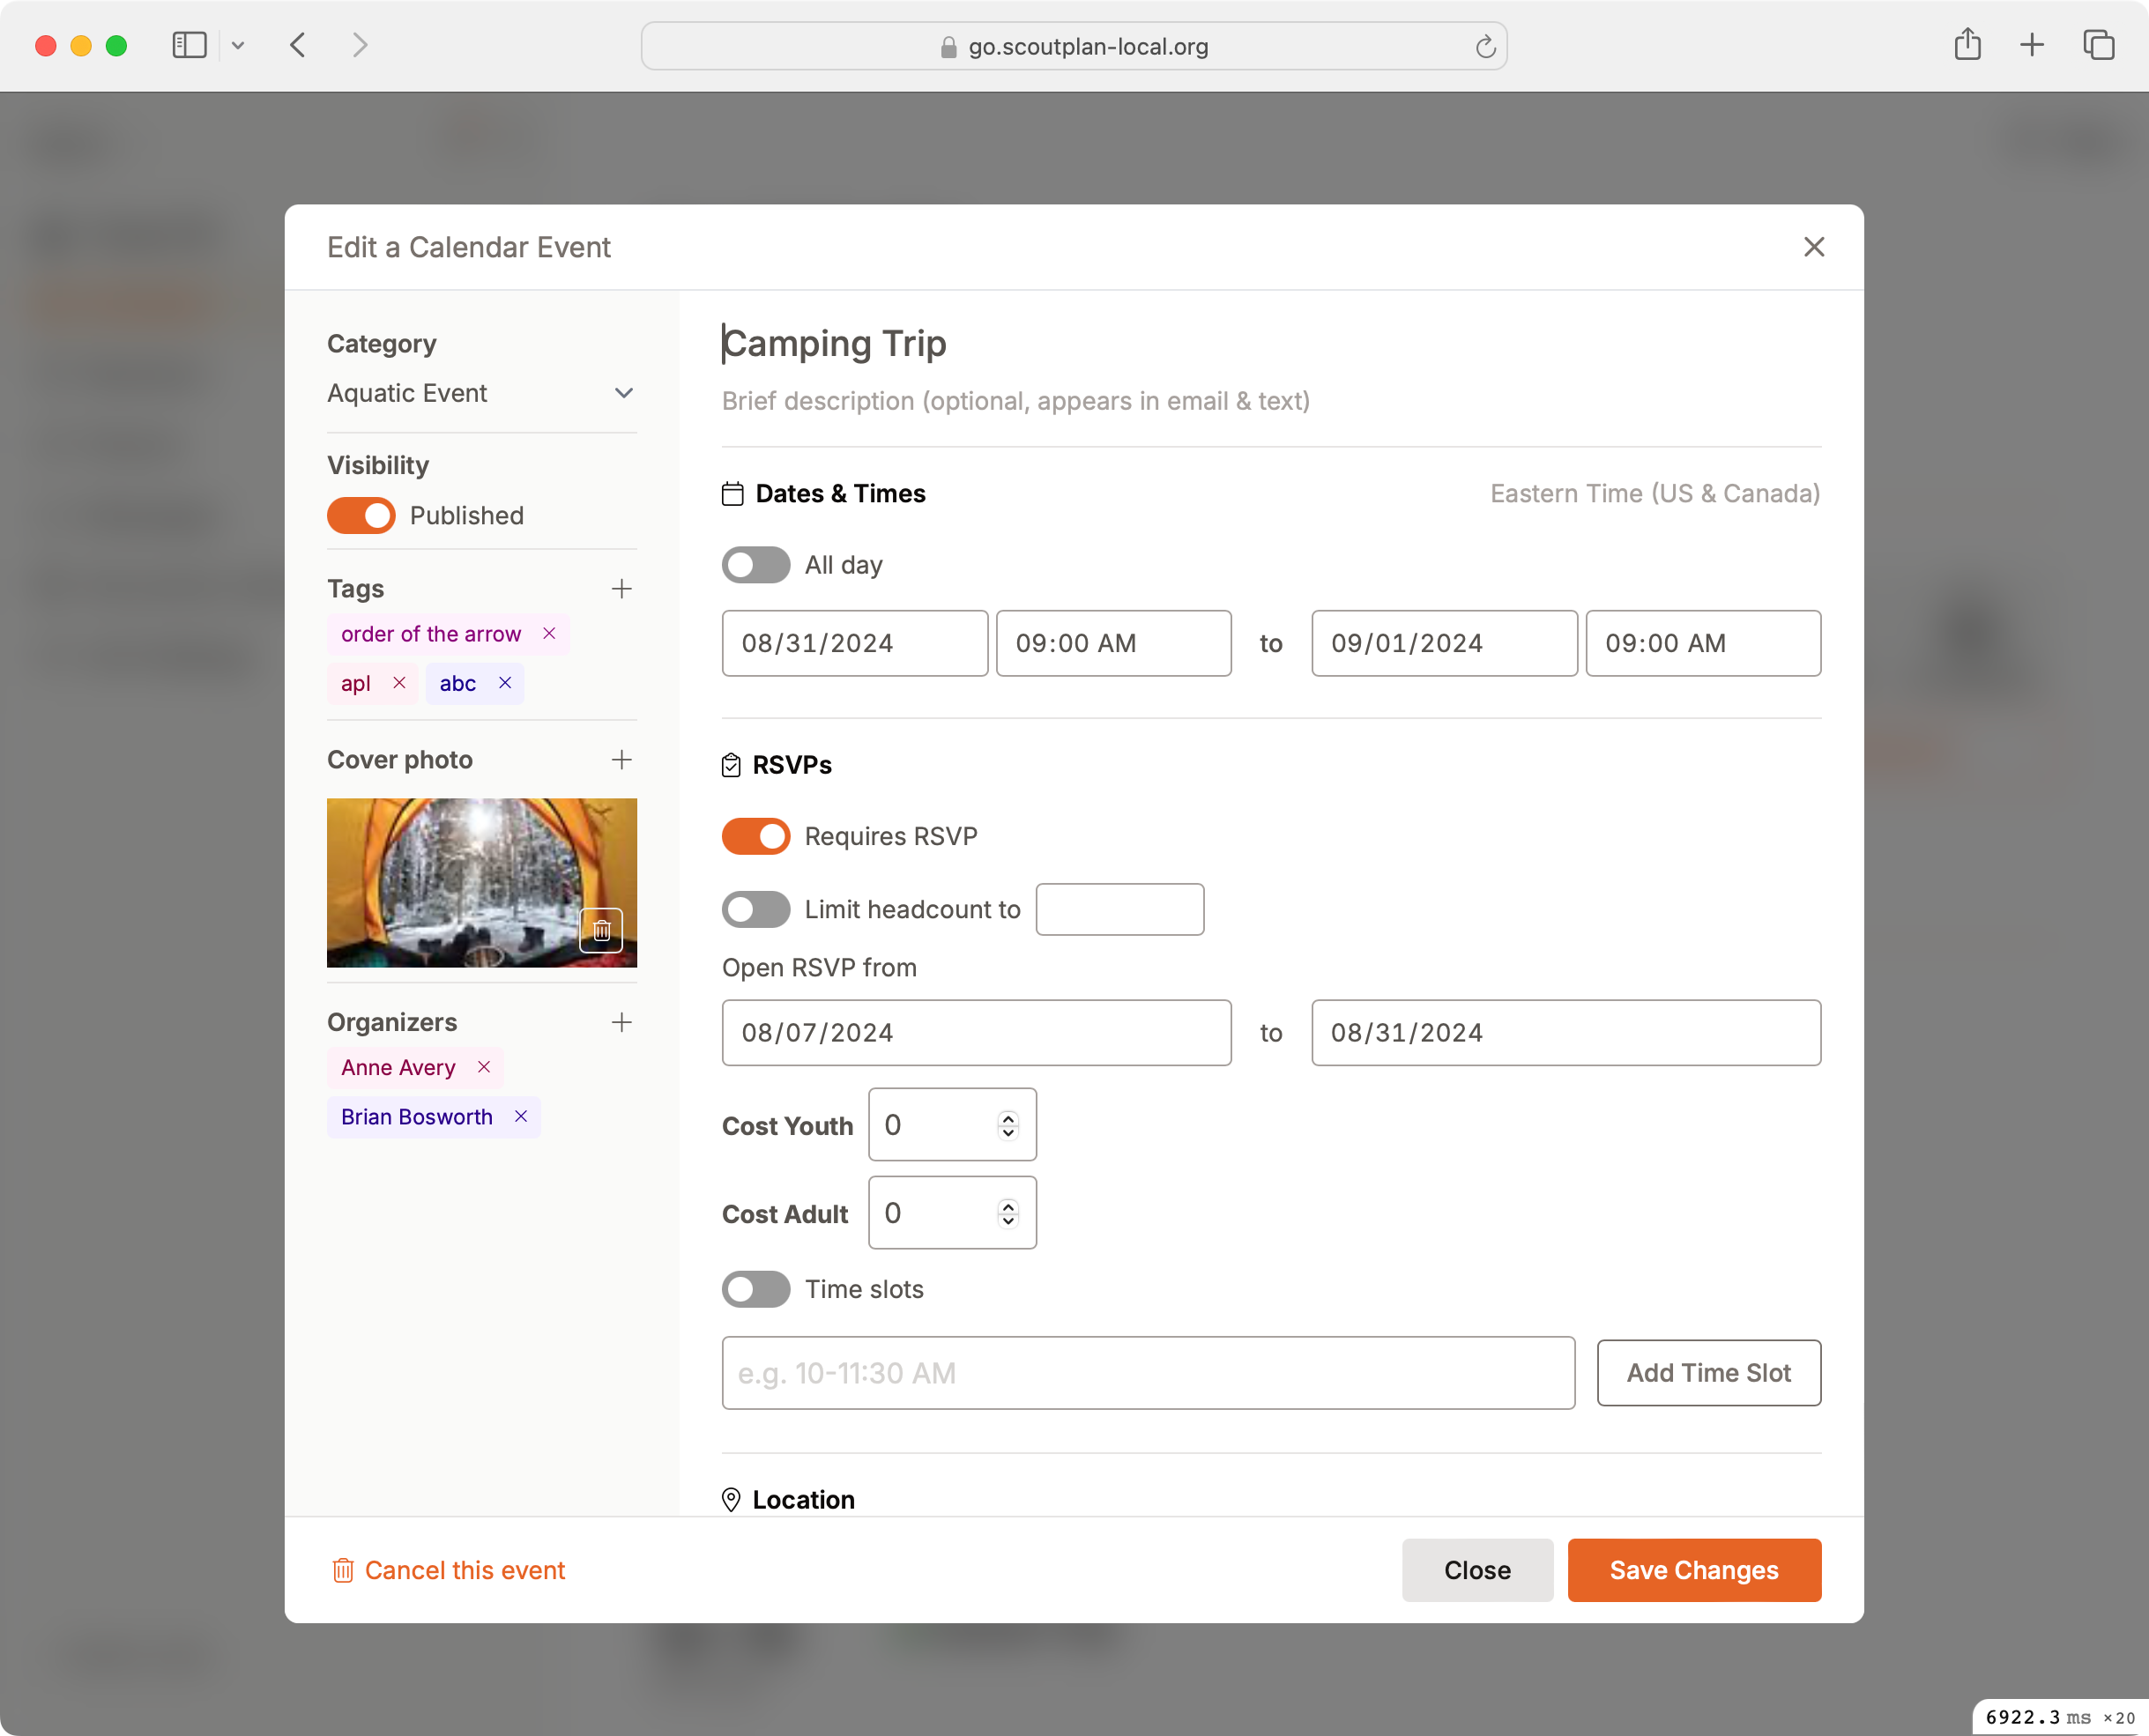 go.scoutplan-local.org
Edit a Calendar Event
Category
Aquatic Event
Visibility
Published
Tags
order of the arrow
apl
abc
Cover photo
Organizers
Anne Avery
Brian Bosworth
Camping Trip
Brief description (optional, appears in email & text)
Dates & Times
Eastern Time (US & Canada)
All day
08/31/2024 09:00 AM to 09/01/2024 09:00 AM
RSVPs
Requires RSVP
Limit headcount to
Open RSVP from
08/07/2024 to 08/31/2024
Cost Youth 0
Cost Adult 0
Time slots
e.g. 10-11:30 AM
Add Time Slot
Location
Cancel this event
Close
Save Changes
6922.3 ms ×20